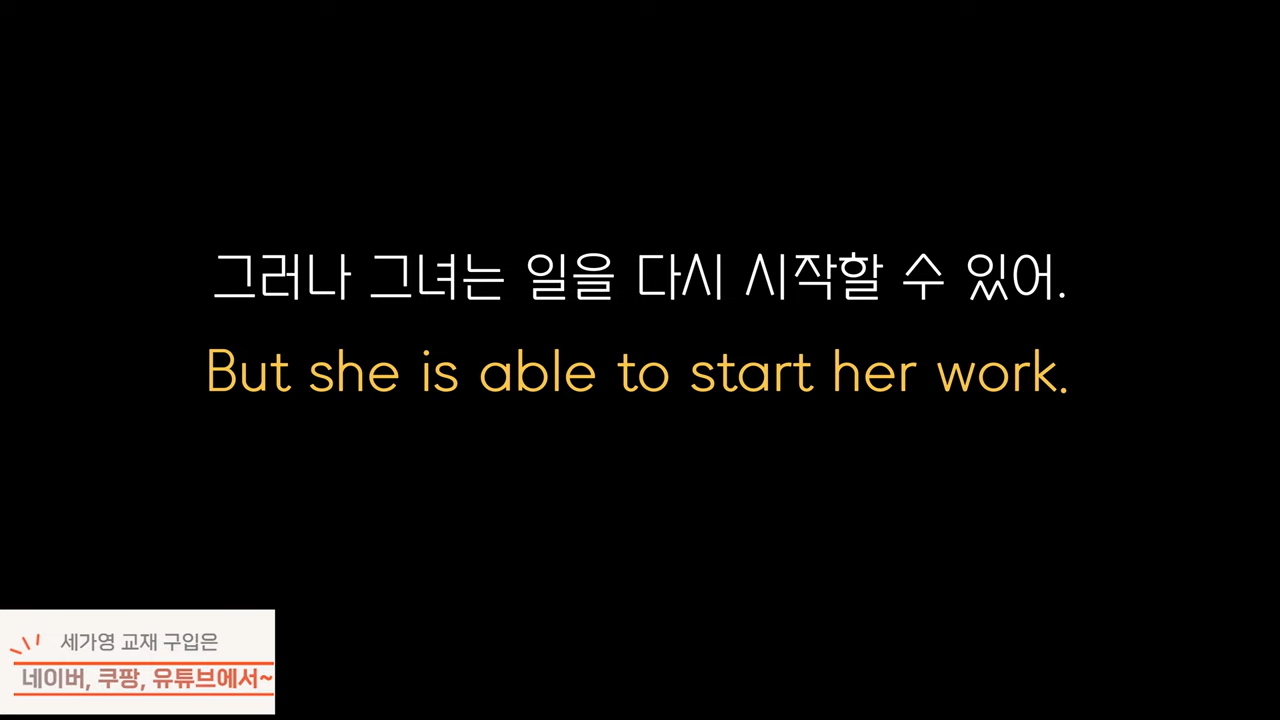 그러나 그녀는 일을 다시 시작할 수 있어.
But she is able to start her work.
세가영 교재 구입은
네이버, 쿠팡, 유튜브에서~